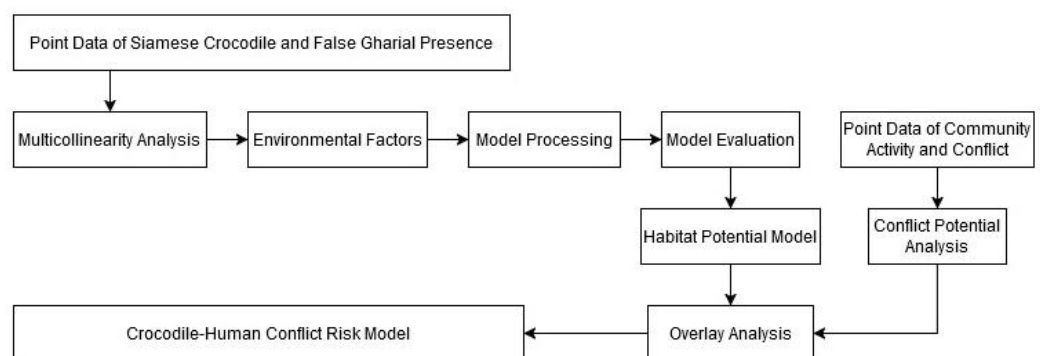 Point Data of Siamese Crocodile and False Gharial Presence
Multicollinearity Analysis
Environmental Factors
Model Processing
Model Evaluation
Point Data of Community
Activity and Conflict
Habitat Potential Model
Conflict Potential
Analysis
Crocodile-Human Conflict Risk Model
Overlay Analysis